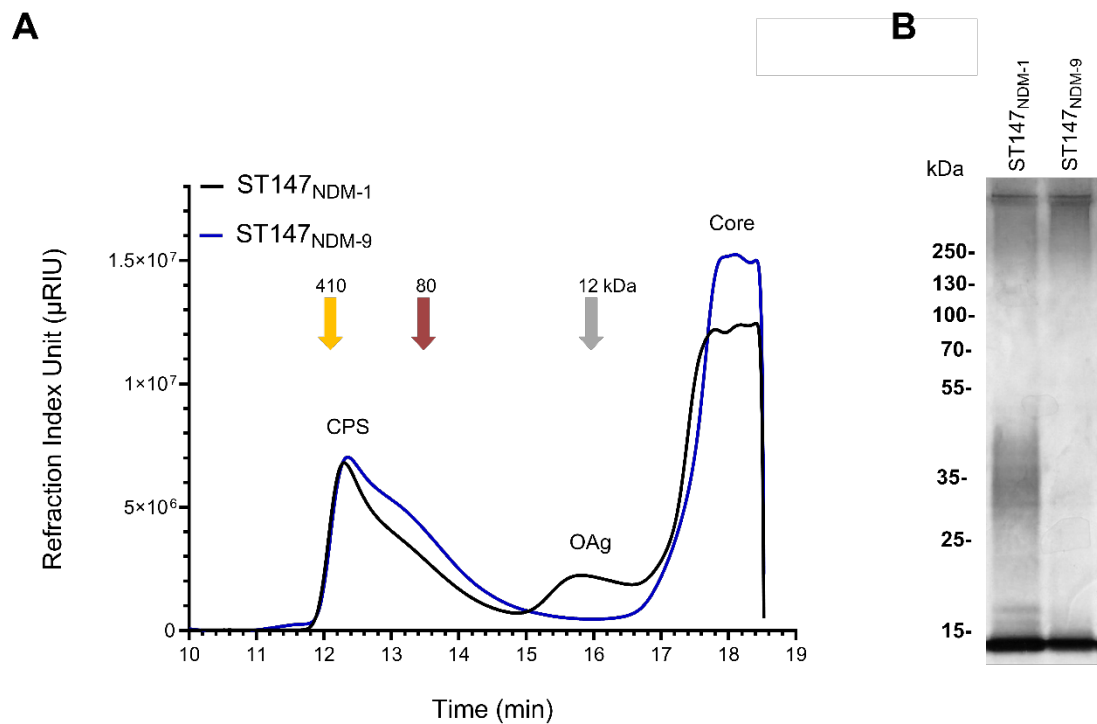 A
B
ST147NDM-1
ST147NDM-9
kDa
ST147NDM-1
ST147NDM-9
Core
410
80
12 kDa
CPS
OAg
Refraction Index Unit (µRIU)
1.5×10⁷
1×10⁷
5×10⁶
0
10 11 12 13 14 15 16 17 18 19
Time (min)
250-
130-
100-
70-
55-
35-
25-
15-